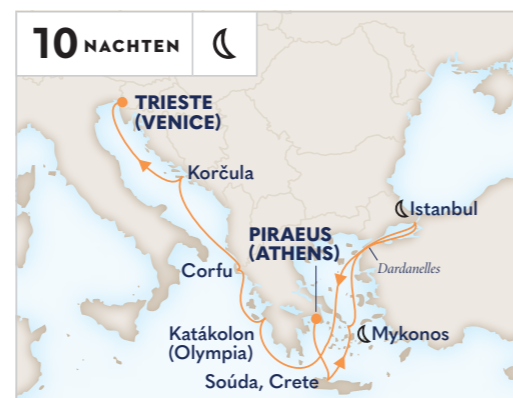 10 NACHTEN
TRIESTE
(VENICE)
Korčula
Istanbul
PIRAEUS
(ATHENS)
Dardanelles
Corfu
Katákolon
(Olympia)
Mykonos
Soúda, Crete